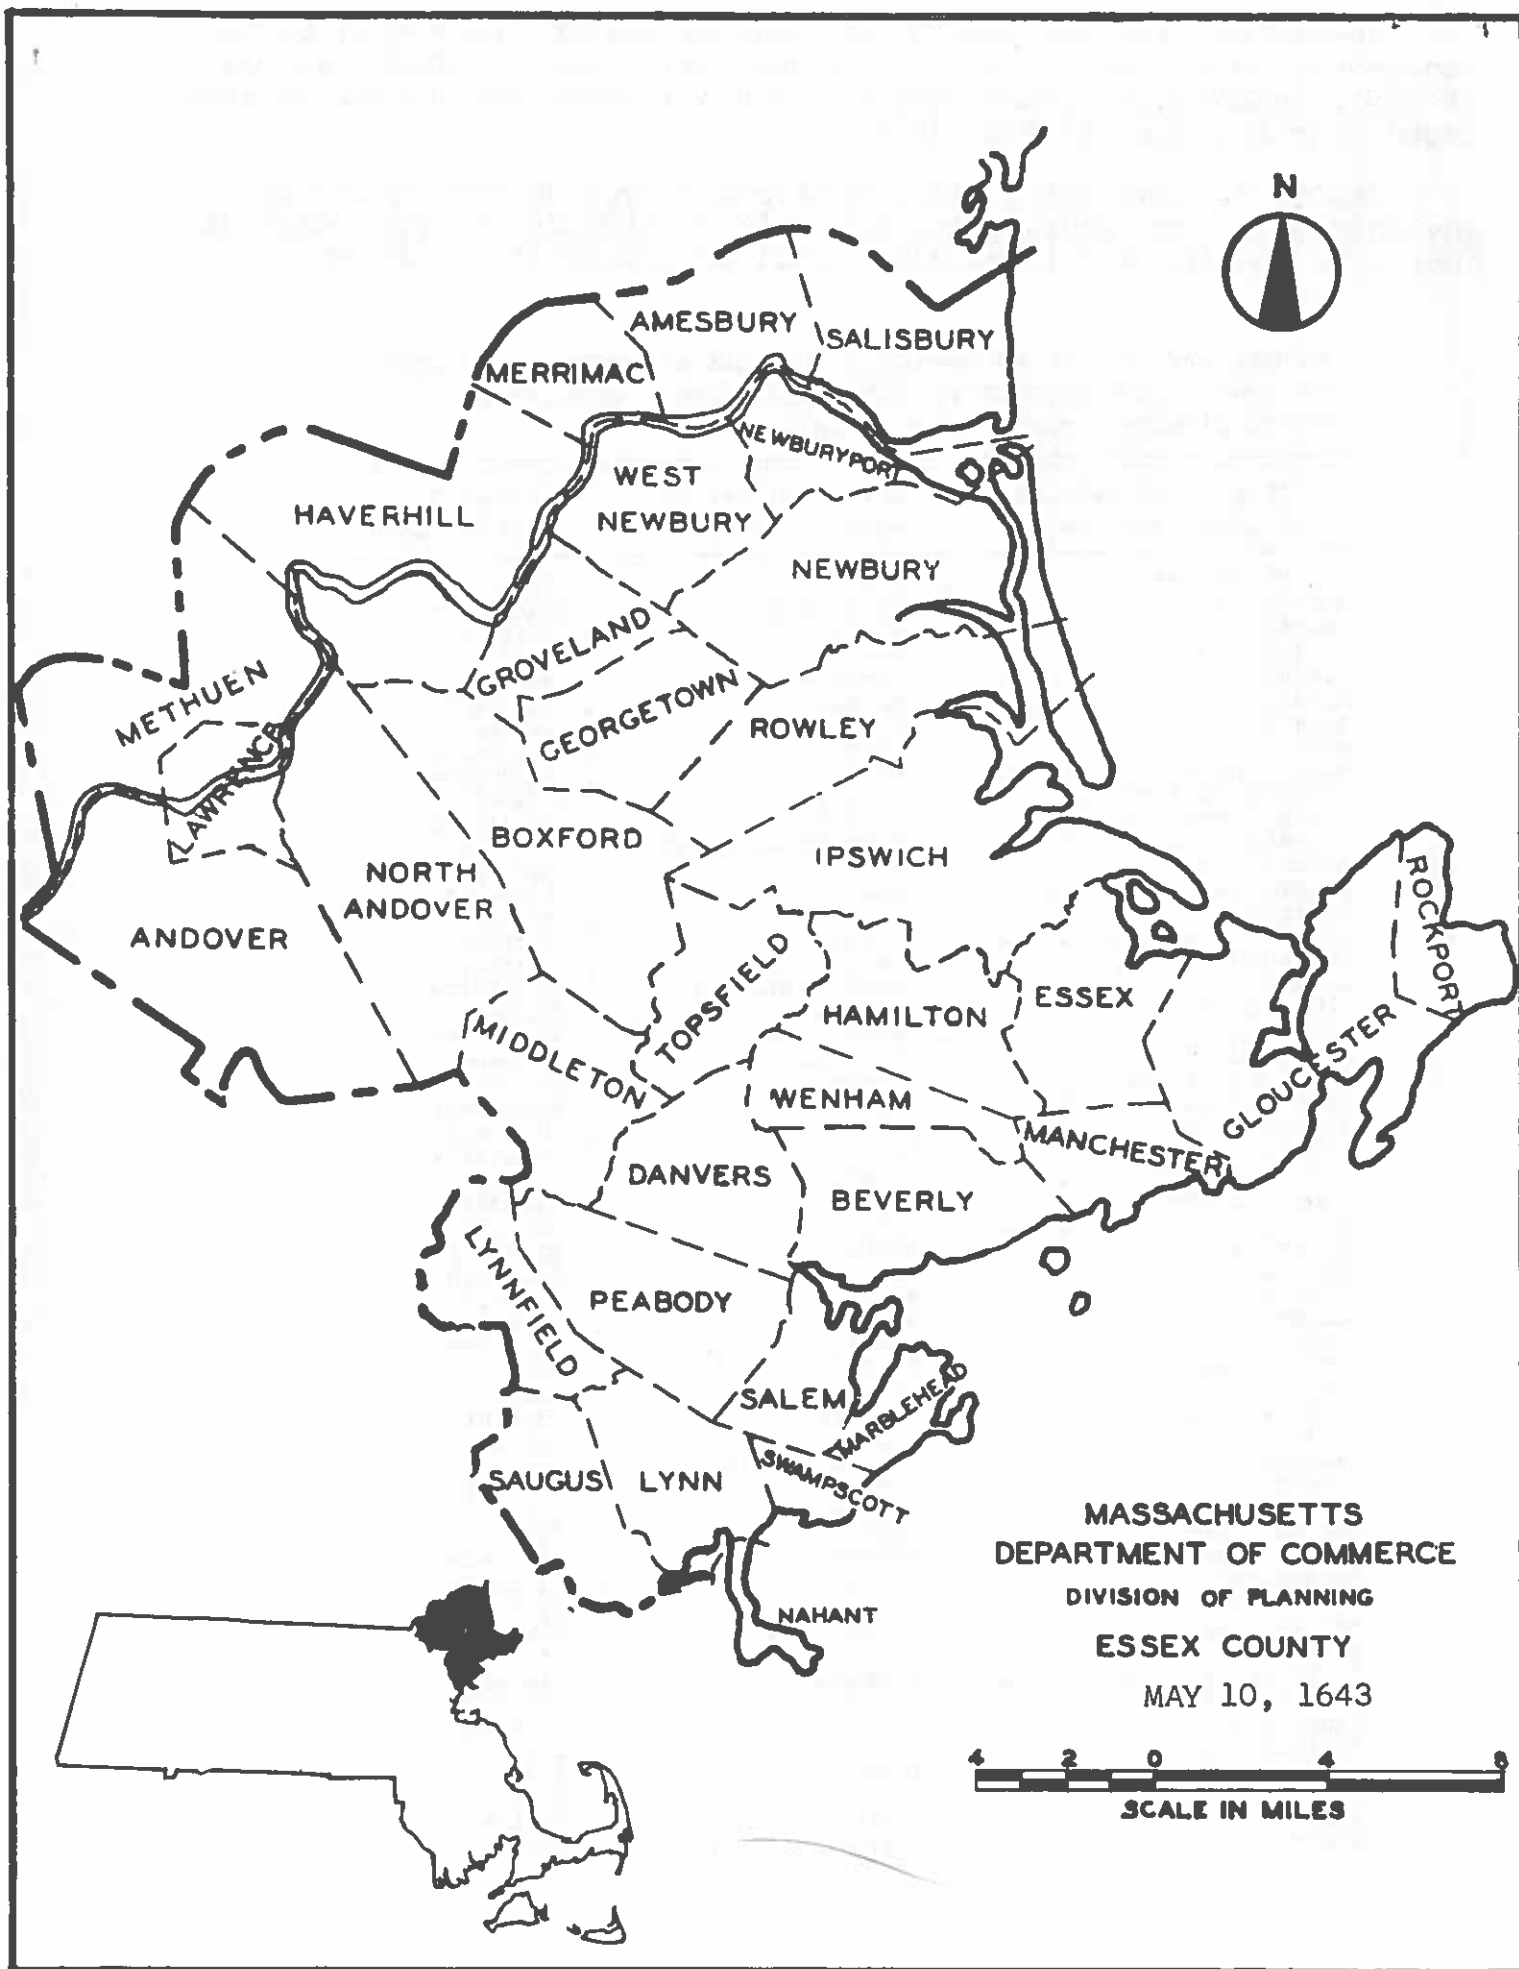 N
AMESBURY
SALISBURY
MERRIMAC
NEWBURYPORT
WEST
NEWBURY
HAVERHILL
NEWBURY
GROVELAND
METHUEN
GEORGETOWN
ROWLEY
LAWRENCE
BOXFORD
IPSWICH
NORTH
ANDOVER
ROCKPORT
ANDOVER
TOPSFIELD
ESSEX
HAMILTON
MIDDLETON
GLOUCESTER
WENHAM
MANCHESTER
DANVERS
BEVERLY
LYNNFIELD
PEABODY
SALEM
MARBLEHEAD
SAUGUS
LYNN
SWAMPSCOTT
NAHANT
MASSACHUSETTS
DEPARTMENT OF COMMERCE
DIVISION OF PLANNING
ESSEX COUNTY
MAY 10, 1643
4 2 0 4 8
SCALE IN MILES